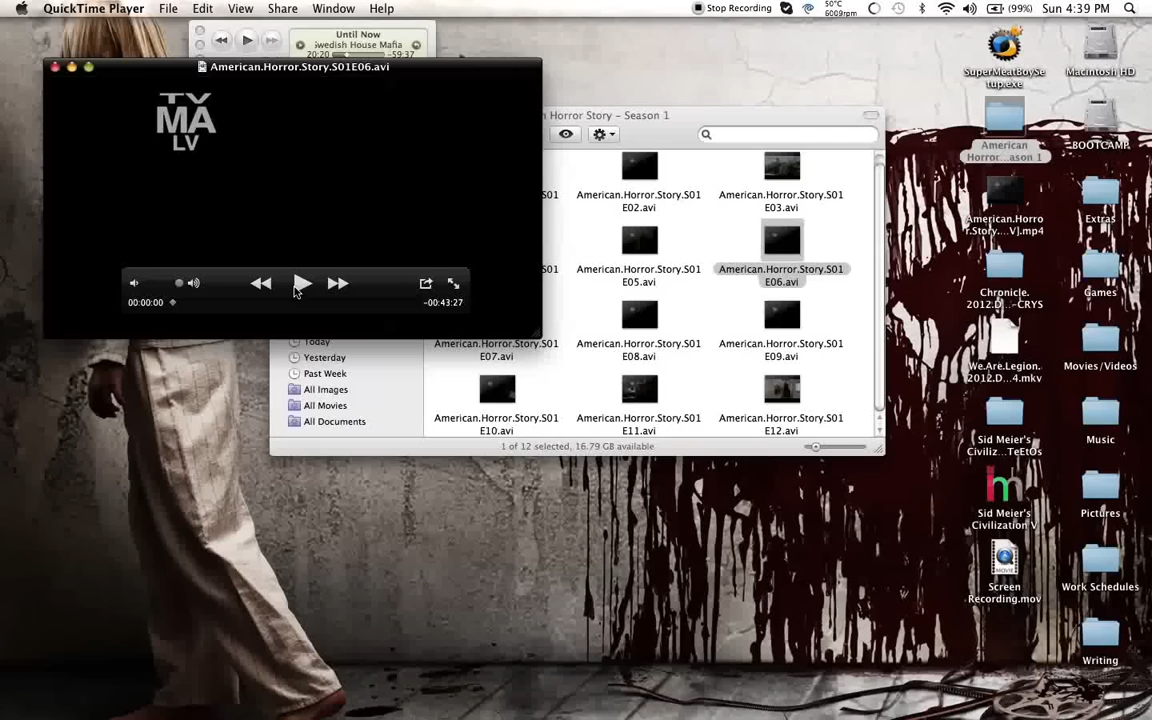 QuickTime Player File Edit View Share Window Help
Stop Recording 50°C 6009rpm (99%) Sun 4:39 PM
Until Now
Swedish House Mafia
20:20 -59:37
American.Horror.Story.S01E06.avi
TV
MA
LV
00:00:00 -00:43:27
Horror Story – Season 1
American.Horror.Story.S01
E02.avi
American.Horror.Story.S01
E03.avi
American.Horror.Story.S01
E05.avi
American.Horror.Story.S01
E06.avi
American.Horror.Story.S01
E07.avi
American.Horror.Story.S01
E08.avi
American.Horror.Story.S01
E09.avi
American.Horror.Story.S01
E10.avi
American.Horror.Story.S01
E11.avi
American.Horror.Story.S01
E12.avi
Today
Yesterday
Past Week
All Images
All Movies
All Documents
1 of 12 selected, 16.79 GB available
SuperMeatBoySe
tup.exe
Macintosh HD
American
Horror...ason 1
BOOTCAMP
American.Horro
r.Story....V].mp4
Extras
Chronicle.
2012.D...-CRYS
Games
We.Are.Legion.
2012.D...4.mkv
Movies/Videos
Sid Meier's
Civiliz...TeEtOs
Music
Sid Meier's
Civilization V
Pictures
MOVIE
Screen
Recording.mov
Work Schedules
Writing